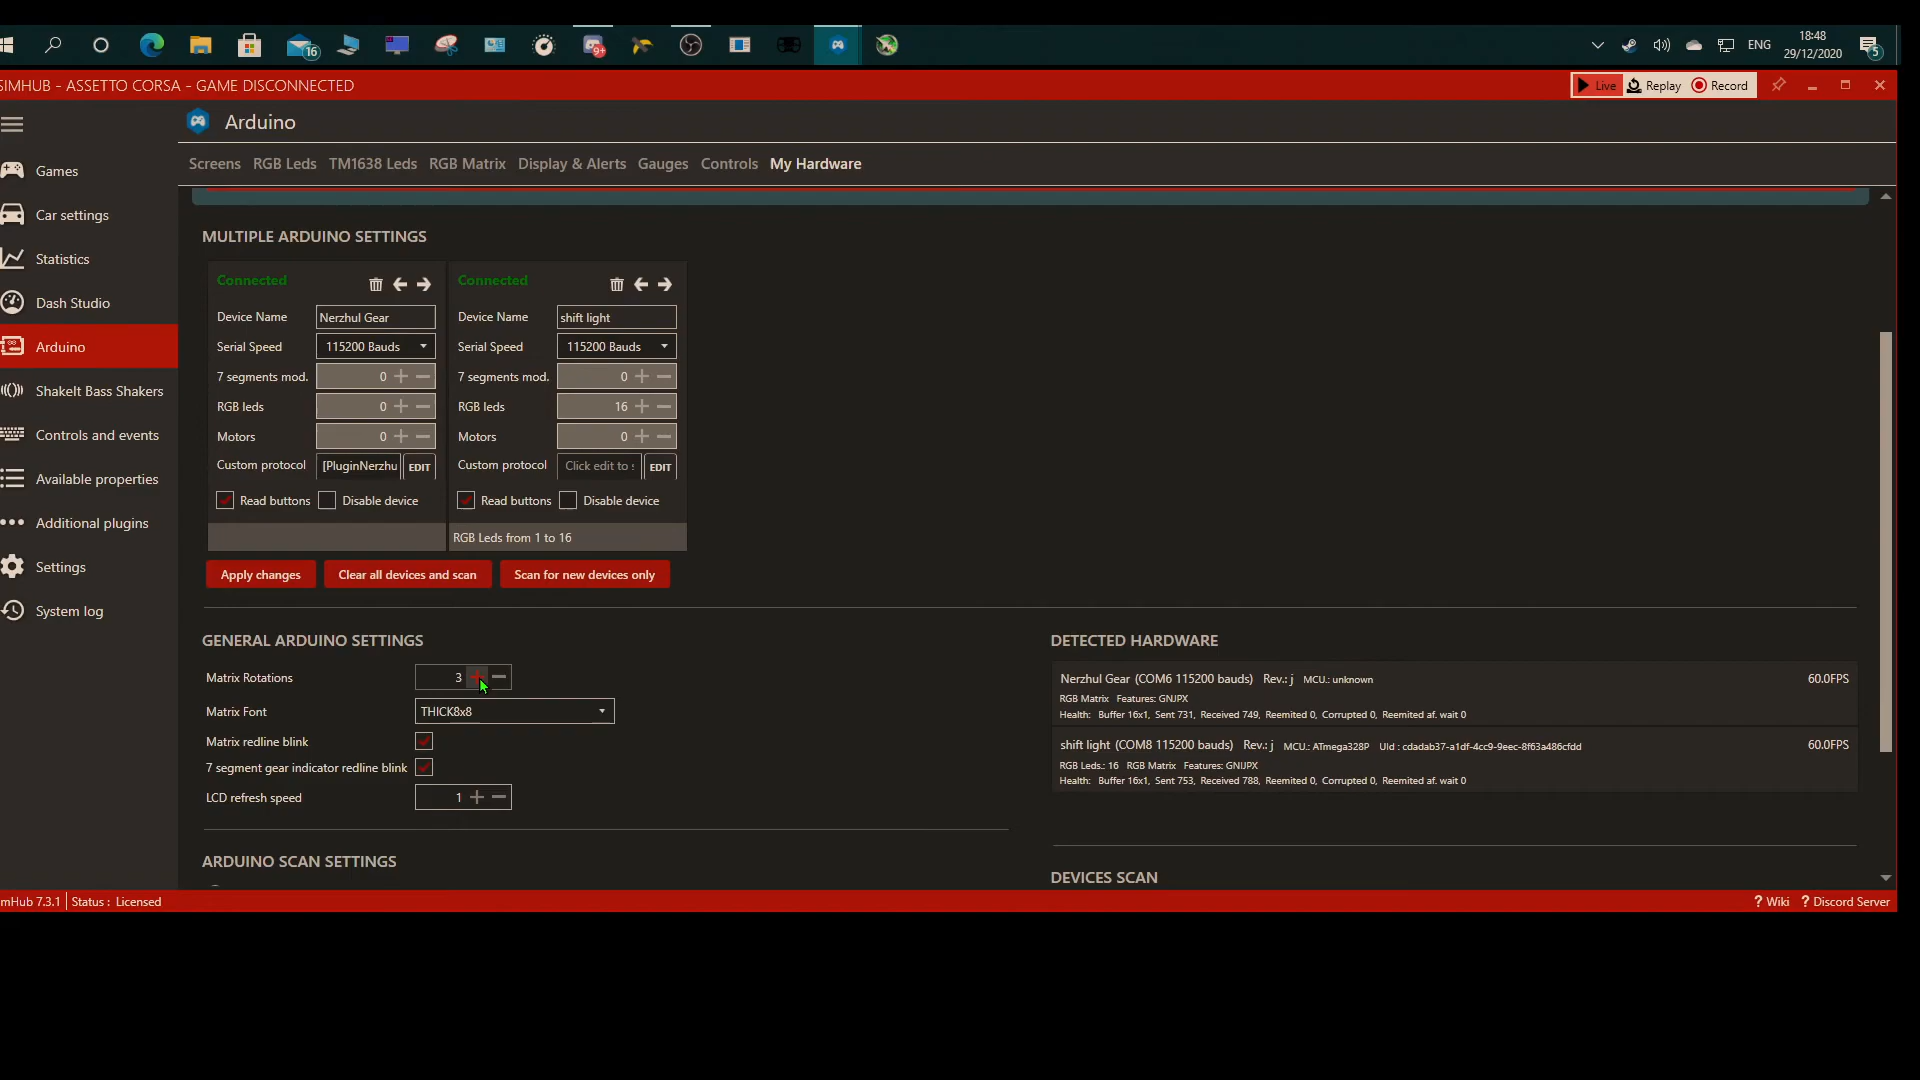 16
9+
ENG
18:48
29/12/2020
5
SIMHUB - ASSETTO CORSA - GAME DISCONNECTED
Live Replay Record
Arduino
Screens RGB Leds TM1638 Leds RGB Matrix Display & Alerts Gauges Controls My Hardware
Games
Car settings
Statistics
Dash Studio
Arduino
ShakeIt Bass Shakers
Controls and events
Available properties
Additional plugins
Settings
System log
MULTIPLE ARDUINO SETTINGS
Connected
Device Name Nerzhul Gear
Serial Speed 115200 Bauds
7 segments mod. 0
RGB leds 0
Motors 0
Custom protocol [PluginNerzhu EDIT
Read buttons Disable device
Connected
Device Name shift light
Serial Speed 115200 Bauds
7 segments mod. 0
RGB leds 16
Motors 0
Custom protocol Click edit to s EDIT
Read buttons Disable device
RGB Leds from 1 to 16
Apply changes Clear all devices and scan Scan for new devices only
GENERAL ARDUINO SETTINGS
Matrix Rotations 3
Matrix Font THICK8x8
Matrix redline blink
7 segment gear indicator redline blink
LCD refresh speed 1
ARDUINO SCAN SETTINGS
DETECTED HARDWARE
Nerzhul Gear (COM6 115200 bauds) Rev.: j MCU.: unknown 60.0FPS
RGB Matrix Features: GNJPX
Health: Buffer 16x1, Sent 731, Received 749, Reemited 0, Corrupted 0, Reemited af. wait 0
shift light (COM8 115200 bauds) Rev.: j MCU.: ATmega328P UId : cdadab37-a1df-4cc9-9eec-8f63a486cfdd 60.0FPS
RGB Leds.: 16 RGB Matrix Features: GNIJPX
Health: Buffer 16x1, Sent 753, Received 788, Reemited 0, Corrupted 0, Reemited af. wait 0
DEVICES SCAN
mHub 7.3.1 Status : Licensed
? Wiki ? Discord Server